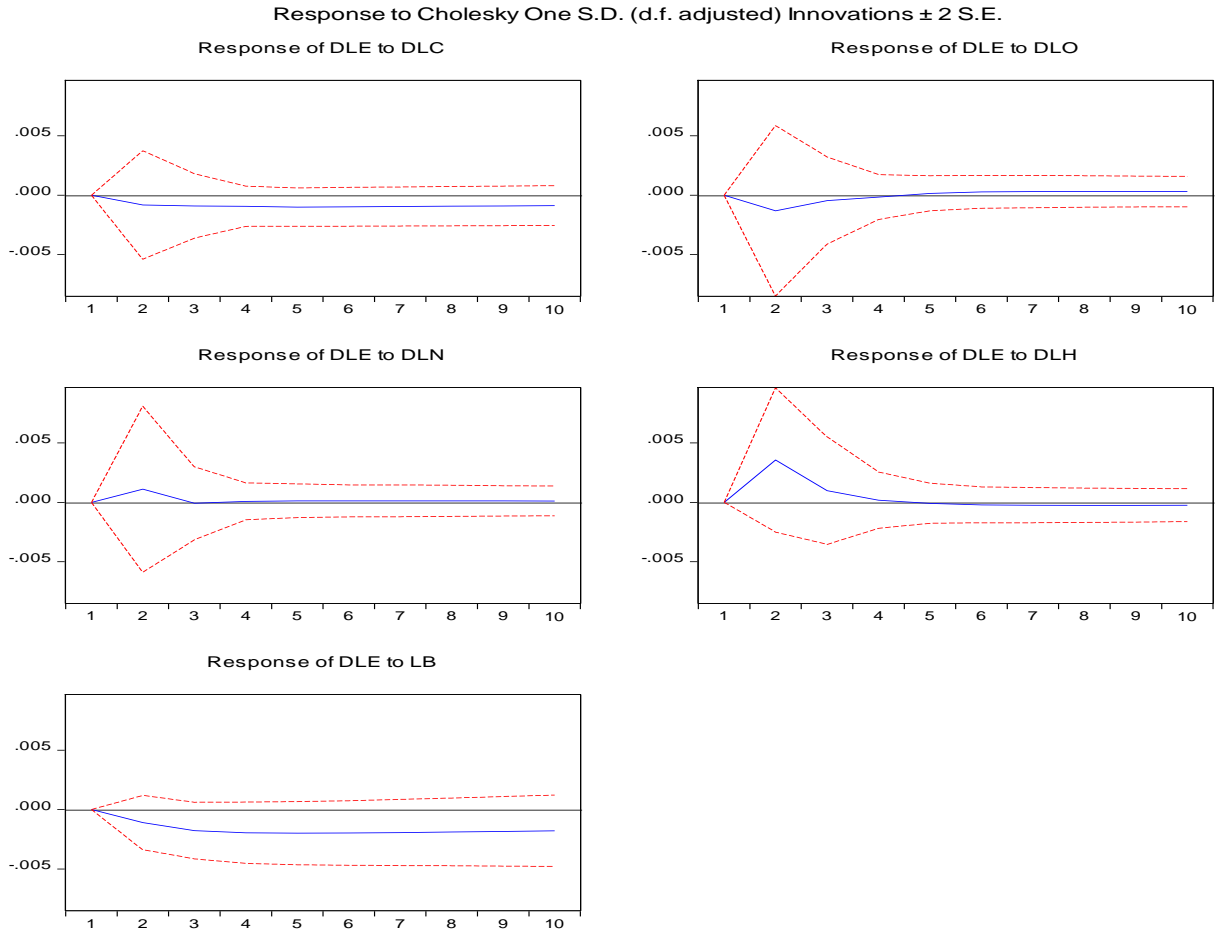 Response to Cholesky One S.D. (d.f. adjusted) Innovations ± 2 S.E.
Response of DLE to DLC
.005
.000
-.005
1 2 3 4 5 6 7 8 9 10
Response of DLE to DLO
.005
.000
-.005
1 2 3 4 5 6 7 8 9 10
Response of DLE to DLN
.005
.000
-.005
1 2 3 4 5 6 7 8 9 10
Response of DLE to DLH
.005
.000
-.005
1 2 3 4 5 6 7 8 9 10
Response of DLE to LB
.005
.000
-.005
1 2 3 4 5 6 7 8 9 10